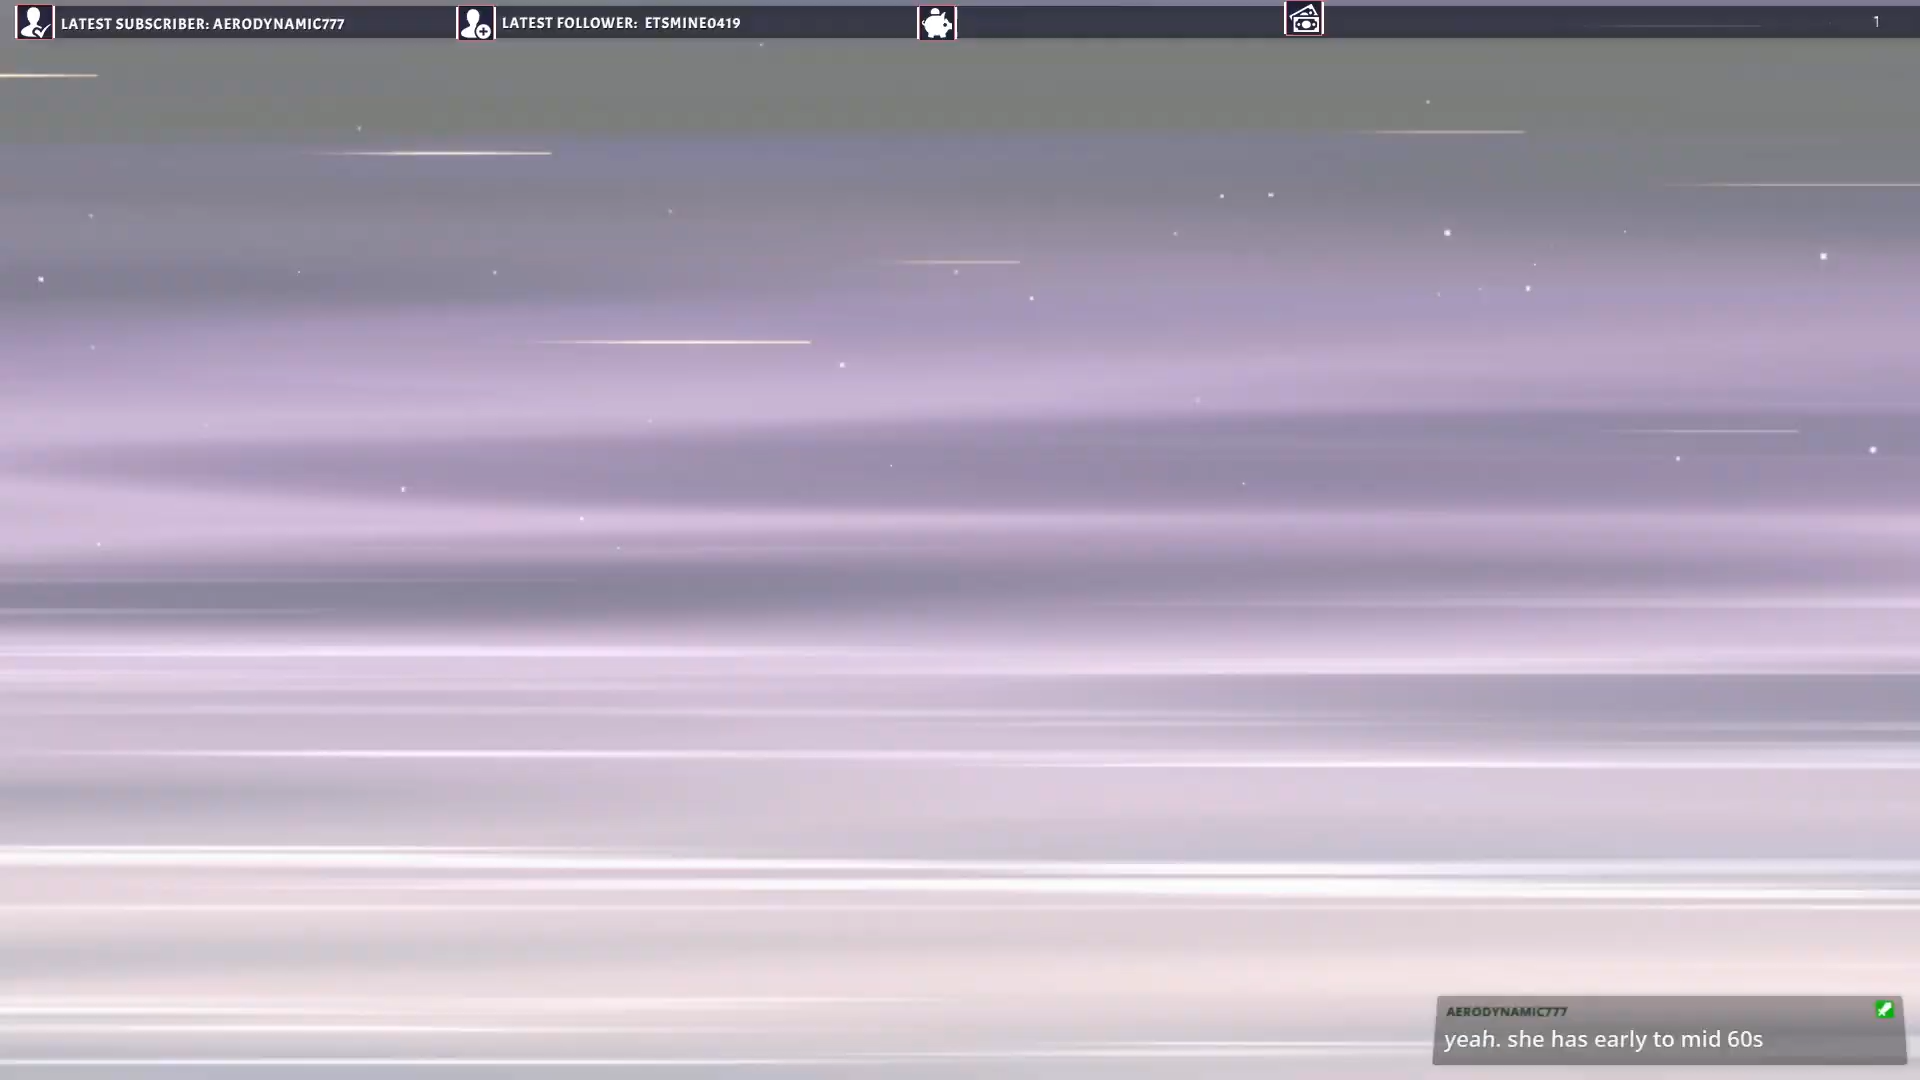 LATEST SUBSCRIBER: AERODYNAMIC777
LATEST FOLLOWER: ETSMINE0419
1
AERODYNAMIC777
yeah. she has early to mid 60s